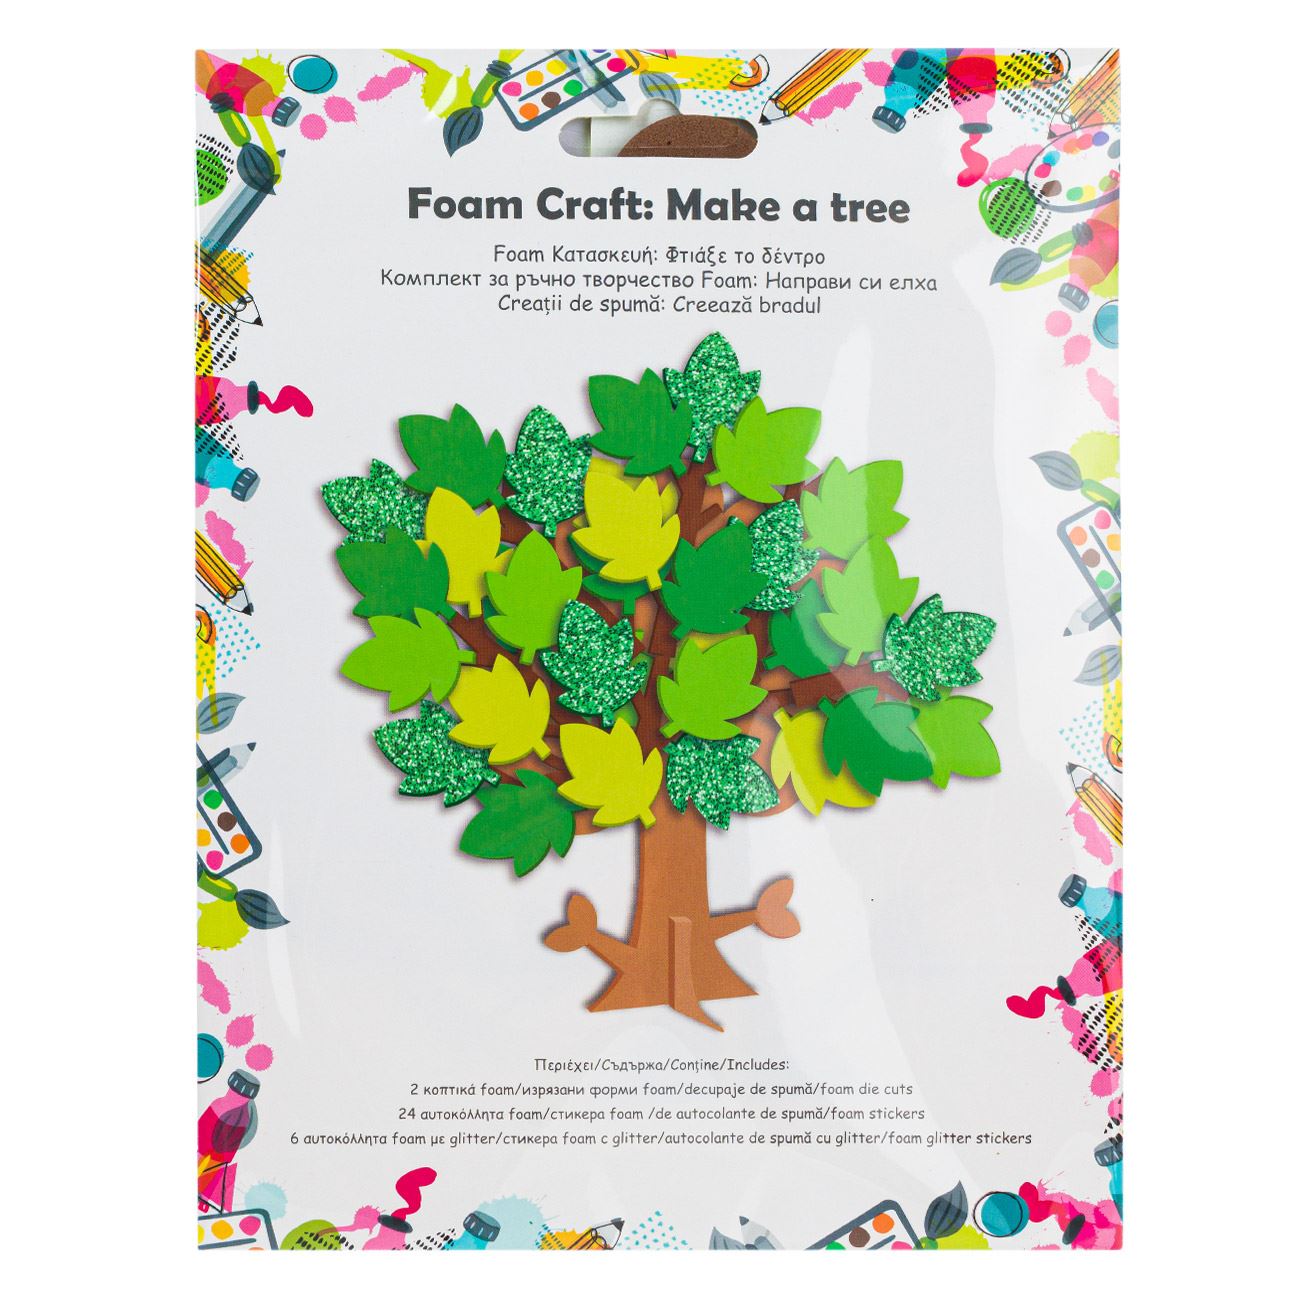 Foam Craft: Make a tree
Foam Κατασκευή: Φτιάξε το δέντρο
Комплект за ръчно творчество Foam: Направи си елха
Creații de spumă: Creează bradul
Περιέχει/Съдържа/Conține/Includes:
2 κοπτικά foam/изрязани форми foam/decupaje de spumă/foam die cuts
24 αυτοκόλλητα foam/стикера foam /de autocolante de spumă/foam stickers
6 αυτοκόλλητα foam με glitter/стикера foam с glitter/autocolante de spumă cu glitter/foam glitter stickers